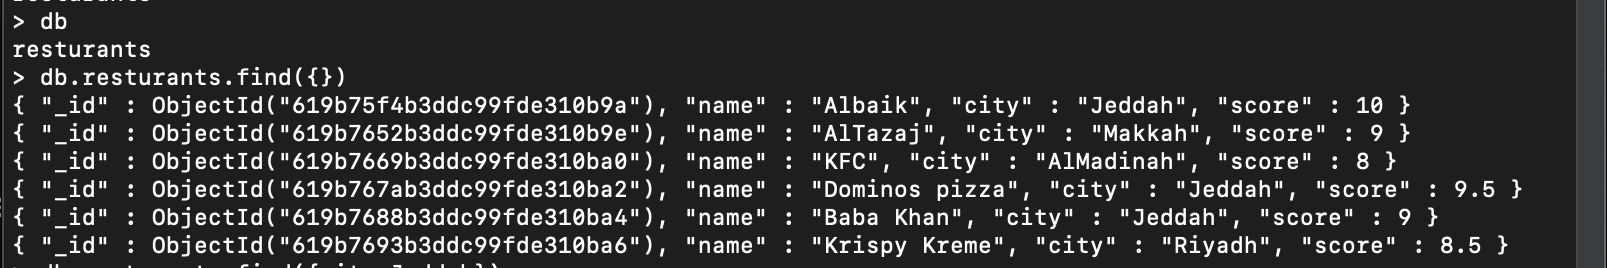 > db
resturants
> db.resturants.find({})
{ "_id" : ObjectId("619b75f4b3ddc99fde310b9a"), "name" : "Albaik", "city" : "Jeddah", "score" : 10 }
{ "_id" : ObjectId("619b7652b3ddc99fde310b9e"), "name" : "AlTazaj", "city" : "Makkah", "score" : 9 }
{ "_id" : ObjectId("619b7669b3ddc99fde310ba0"), "name" : "KFC", "city" : "AlMadinah", "score" : 8 }
{ "_id" : ObjectId("619b767ab3ddc99fde310ba2"), "name" : "Dominos pizza", "city" : "Jeddah", "score" : 9.5 }
{ "_id" : ObjectId("619b7688b3ddc99fde310ba4"), "name" : "Baba Khan", "city" : "Jeddah", "score" : 9 }
{ "_id" : ObjectId("619b7693b3ddc99fde310ba6"), "name" : "Krispy Kreme", "city" : "Riyadh", "score" : 8.5 }